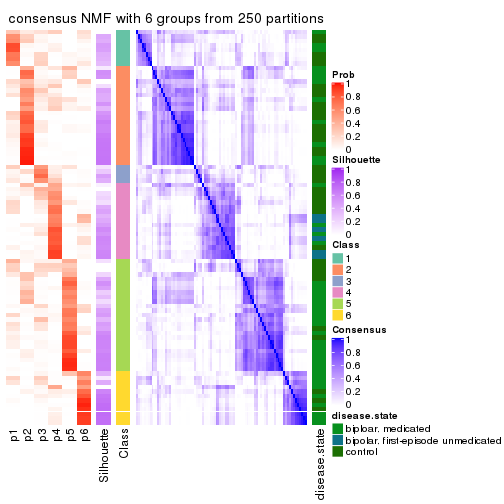 consensus NMF with 6 groups from 250 partitions
Prob
1
0.8
0.6
0.4
0.2
0
Silhouette
1
0.8
0.6
0.4
0.2
0
Class
1
2
3
4
5
6
Consensus
1
0.8
0.6
0.4
0.2
0
disease.state
biploar. medicated
bipolar. first-episode unmedicated
control
p1
p2
p3
p4
p5
p6
Silhouette
Class
disease.state